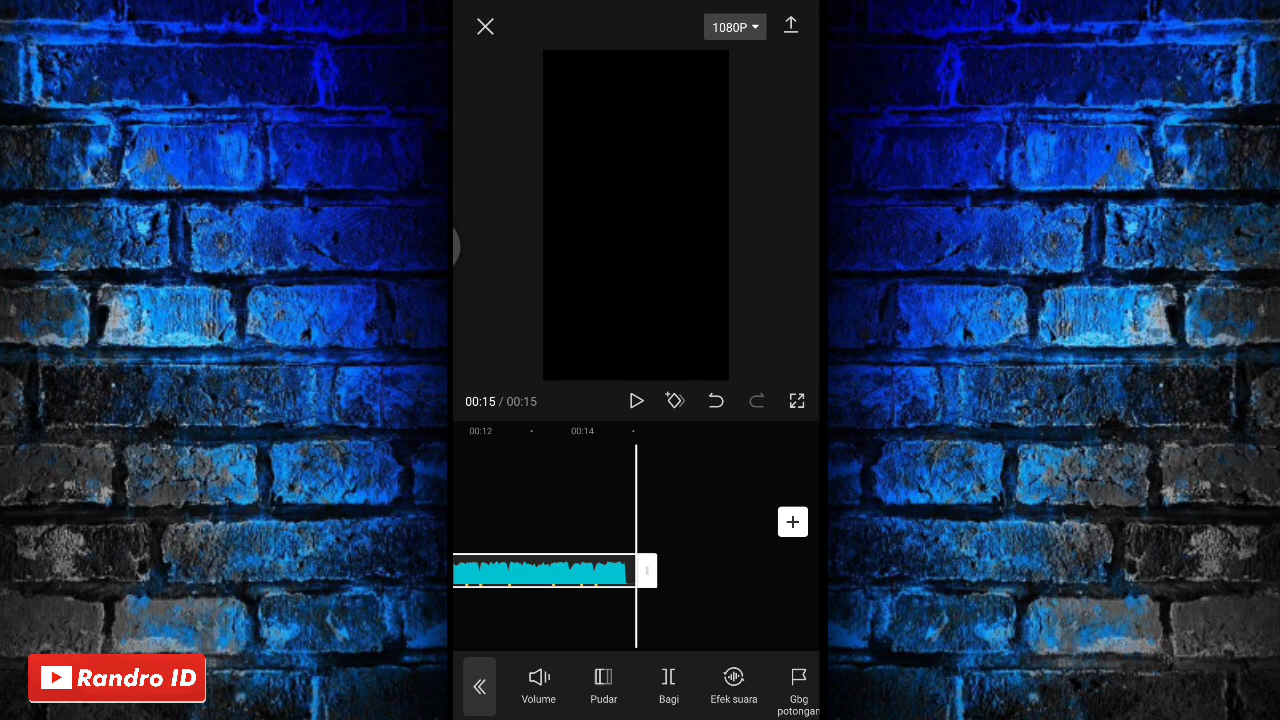 1080P
00:15 / 00:15
00:12
00:14
Volume
Pudar
Bagi
Efek suara
Gbg
potongan
Randro ID